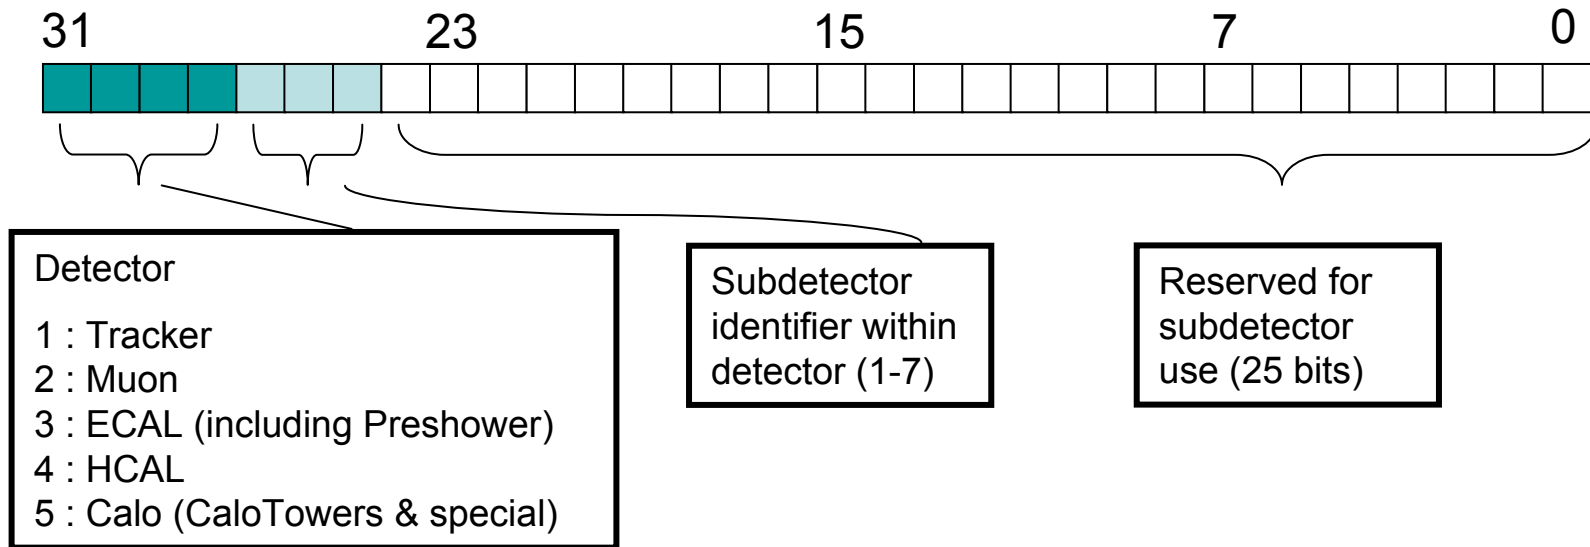 31 23 15 7 0
Detector
1 : Tracker
2 : Muon
3 : ECAL (including Preshower)
4 : HCAL
5 : Calo (CaloTowers & special)
Subdetector
identifier within
detector (1-7)
Reserved for
subdetector
use (25 bits)